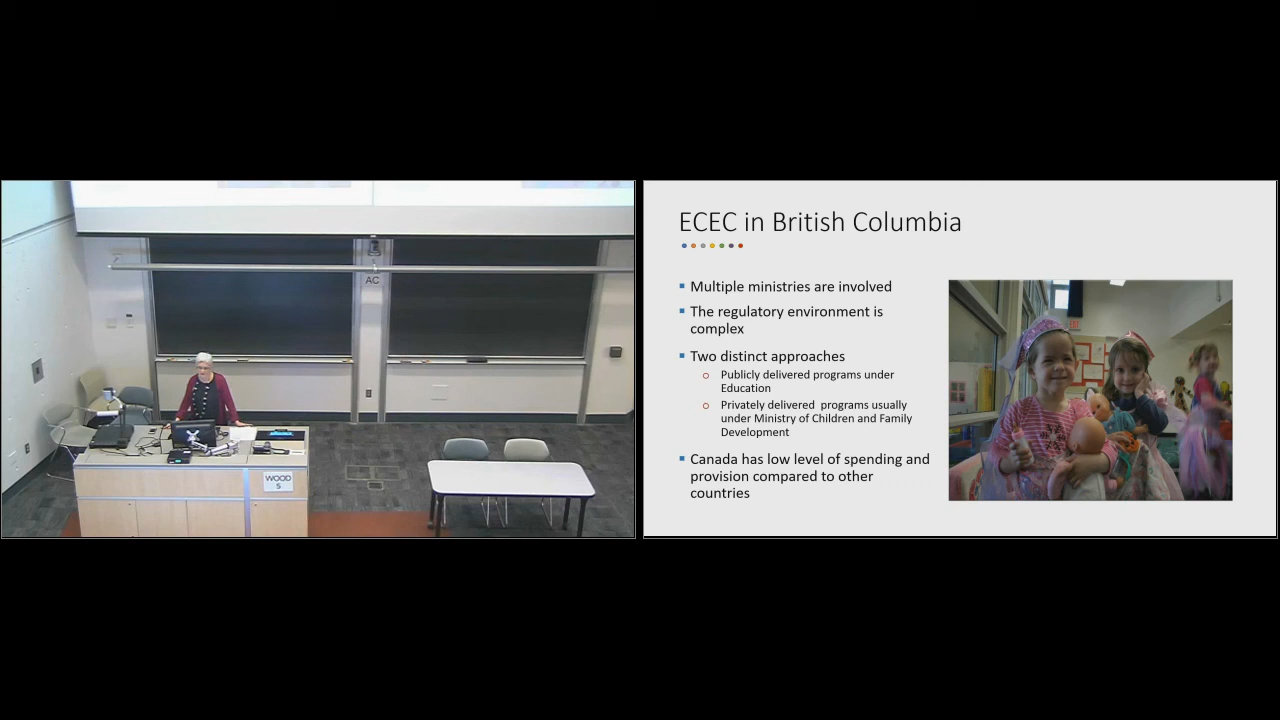 AC
WOOD
S
ECEC in British Columbia
Multiple ministries are involved
The regulatory environment is
complex
Two distinct approaches
Publicly delivered programs under
Education
Privately delivered programs usually
under Ministry of Children and Family
Development
Canada has low level of spending and
provision compared to other
countries